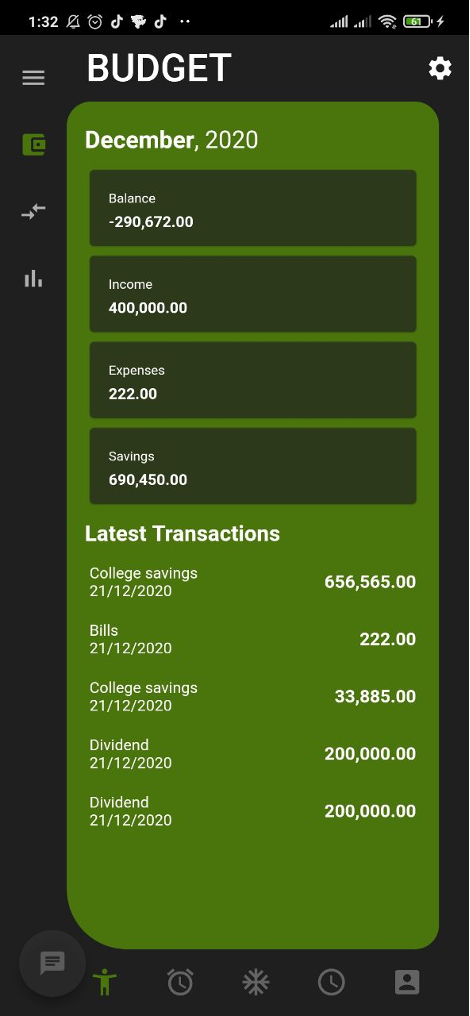 1:32
61
BUDGET
December, 2020
Balance
-290,672.00
Income
400,000.00
Expenses
222.00
Savings
690,450.00
Latest Transactions
College savings
656,565.00
21/12/2020
Bills
222.00
21/12/2020
College savings
33,885.00
21/12/2020
Dividend
200,000.00
21/12/2020
Dividend
200,000.00
21/12/2020